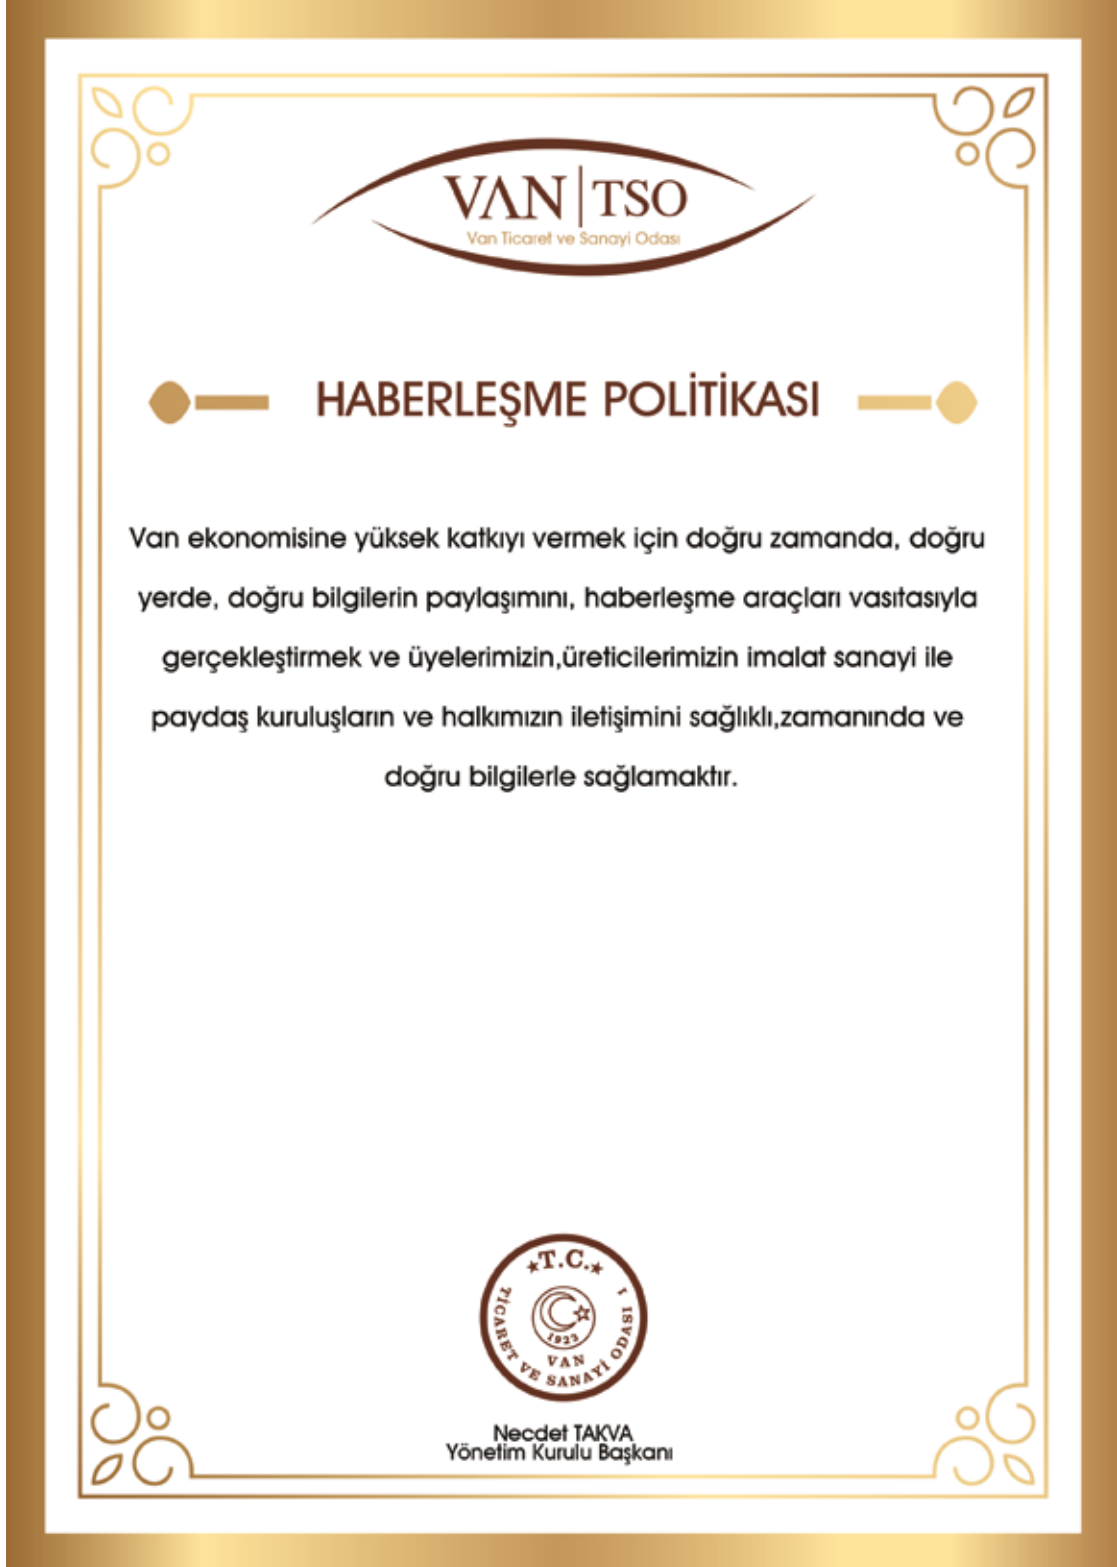 VAN|TSO
Van Ticaret ve Sanayi Odası
HABERLEŞME POLİTİKASI
Van ekonomisine yüksek katkıyı vermek için doğru zamanda, doğru
yerde, doğru bilgilerin paylaşımını, haberleşme araçları vasıtasıyla
gerçekleştirmek ve üyelerimizin,üreticilerimizin imalat sanayi ile
paydaş kuruluşların ve halkımızın iletişimini sağlıklı,zamanında ve
doğru bilgilerle sağlamaktır.
T.C.
TİCARET VE SANAYİ ODASI 1
1923
VAN
Necdet TAKVA
Yönetim Kurulu Başkanı